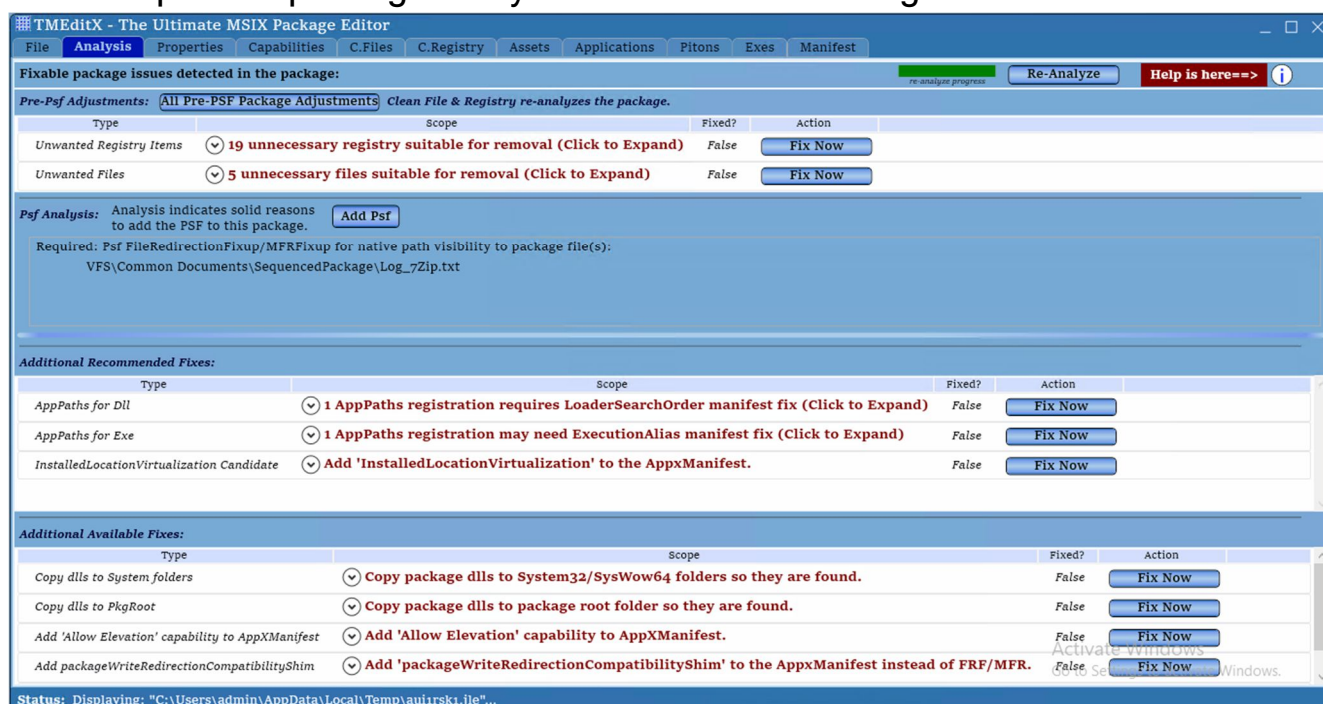 TMEditX - The Ultimate MSIX Package Editor
File Analysis Properties Capabilities C.Files C.Registry Assets Applications Pitons Exes Manifest
Fixable package issues detected in the package: re-analyze progress Re-Analyze Help is here==> i
Pre-Psf Adjustments: All Pre-PSF Package Adjustments Clean File & Registry re-analyzes the package.
Type Scope Fixed? Action
Unwanted Registry Items 19 unnecessary registry suitable for removal (Click to Expand) False Fix Now
Unwanted Files 5 unnecessary files suitable for removal (Click to Expand) False Fix Now
Psf Analysis: Analysis indicates solid reasons
to add the PSF to this package. Add Psf
Required: Psf FileRedirectionFixup/MFRFixup for native path visibility to package file(s):
VFS\Common Documents\SequencedPackage\Log_7Zip.txt
Additional Recommended Fixes:
Type Scope Fixed? Action
AppPaths for Dll 1 AppPaths registration requires LoaderSearchOrder manifest fix (Click to Expand) False Fix Now
AppPaths for Exe 1 AppPaths registration may need ExecutionAlias manifest fix (Click to Expand) False Fix Now
InstalledLocationVirtualization Candidate Add 'InstalledLocationVirtualization' to the AppxManifest. False Fix Now
Additional Available Fixes:
Type Scope Fixed? Action
Copy dlls to System folders Copy package dlls to System32/SysWow64 folders so they are found. False Fix Now
Copy dlls to PkgRoot Copy package dlls to package root folder so they are found. False Fix Now
Add 'Allow Elevation' capability to AppXManifest Add 'Allow Elevation' capability to AppXManifest. False Fix Now
Activate Windows
Add packageWriteRedirectionCompatibilityShim Add 'packageWriteRedirectionCompatibilityShim' to the AppxManifest instead of FRF/MFR. False Fix Now
Go to Se Windows.
Status: Displaying: "C:\Users\admin\AppData\Local\Temp\